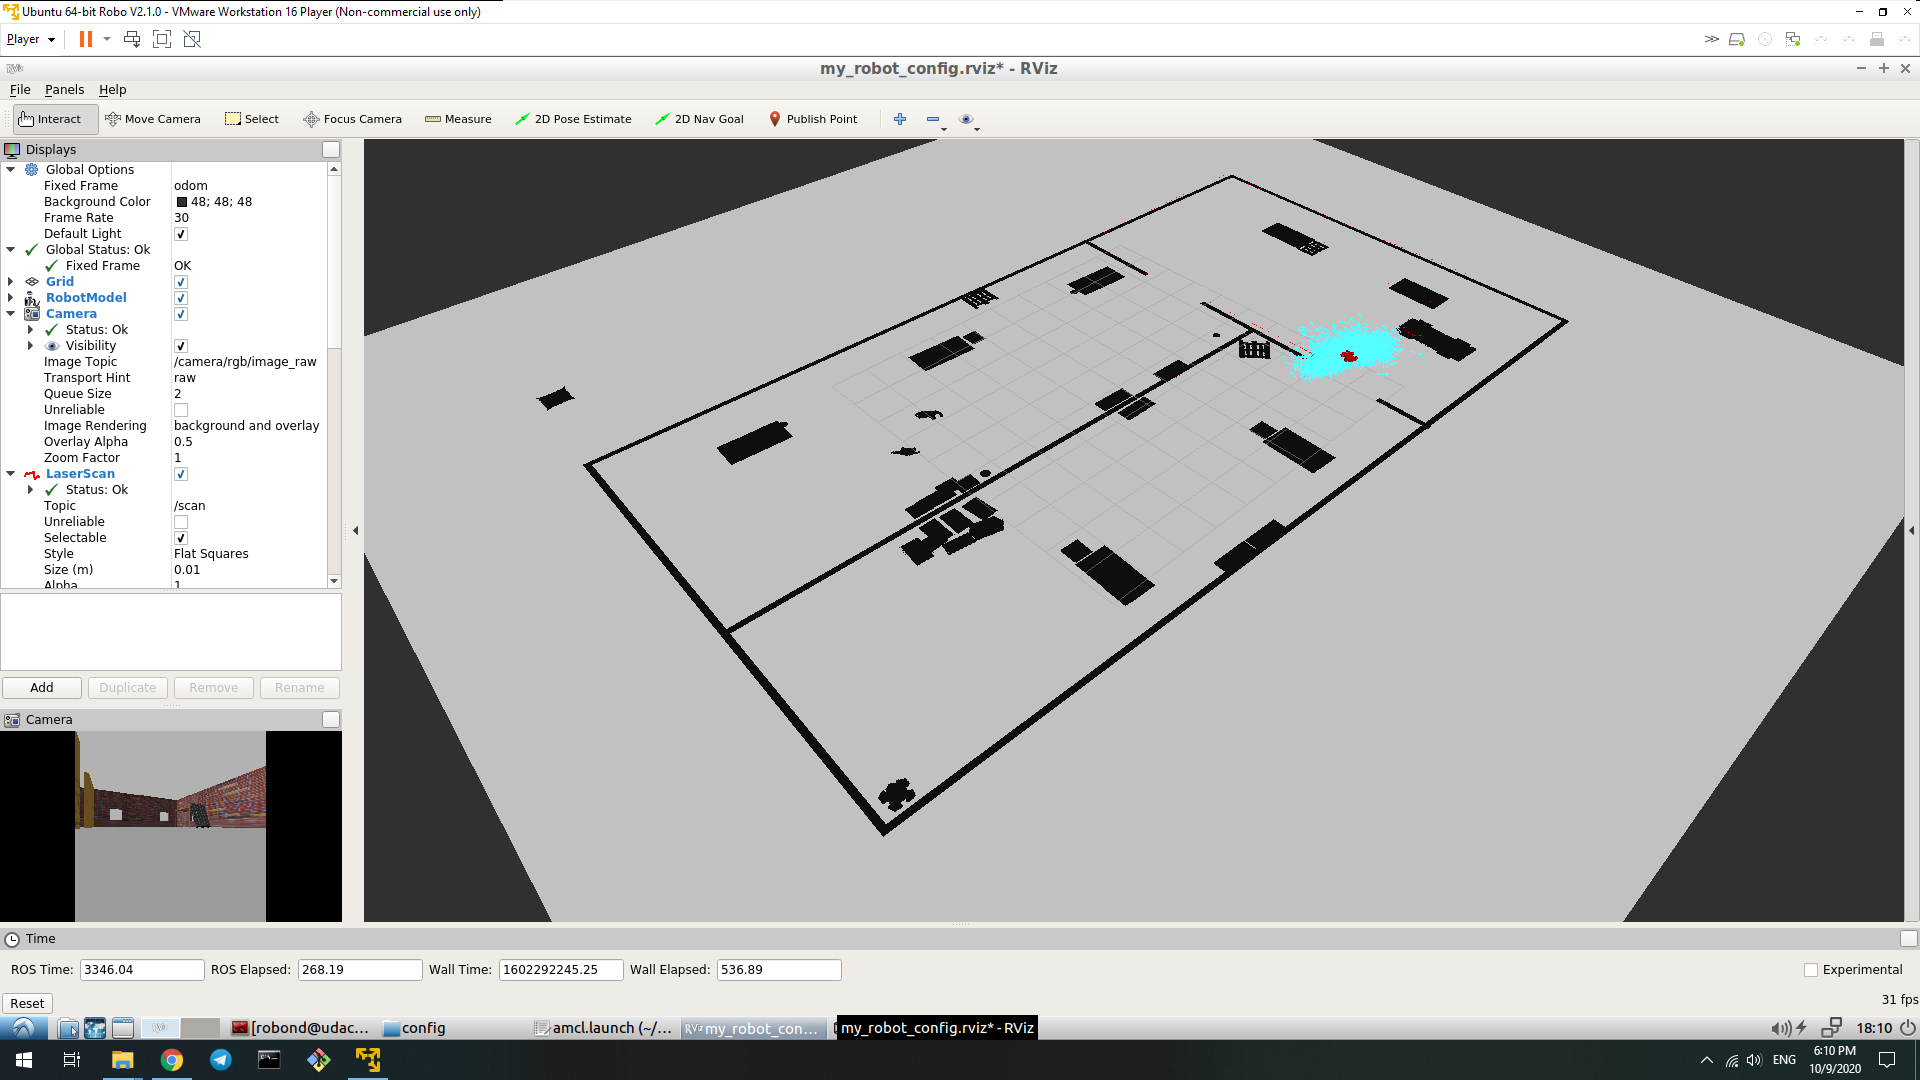 Ubuntu 64-bit Robo V2.1.0 - VMware Workstation 16 Player (Non-commercial use only)
Player
my_robot_config.rviz* - RViz
File Panels Help
Interact Move Camera Select Focus Camera Measure 2D Pose Estimate 2D Nav Goal Publish Point
Displays
Global Options
Fixed Frame odom
Background Color 48; 48; 48
Frame Rate 30
Default Light
Global Status: Ok
Fixed Frame OK
Grid
RobotModel
Camera
Status: Ok
Visibility
Image Topic /camera/rgb/image_raw
Transport Hint raw
Queue Size 2
Unreliable
Image Rendering background and overlay
Overlay Alpha 0.5
Zoom Factor 1
LaserScan
Status: Ok
Topic /scan
Unreliable
Selectable
Style Flat Squares
Size (m) 0.01
Alpha 1
Add Duplicate Remove Rename
Camera
Time
ROS Time: 3346.04 ROS Elapsed: 268.19 Wall Time: 1602292245.25 Wall Elapsed: 536.89 Experimental
Reset 31 fps
[robond@udac... config amcl.launch (~/... RViz my_robot_con... my_robot_config.rviz* - RViz 18:10
ENG 6:10 PM
10/9/2020